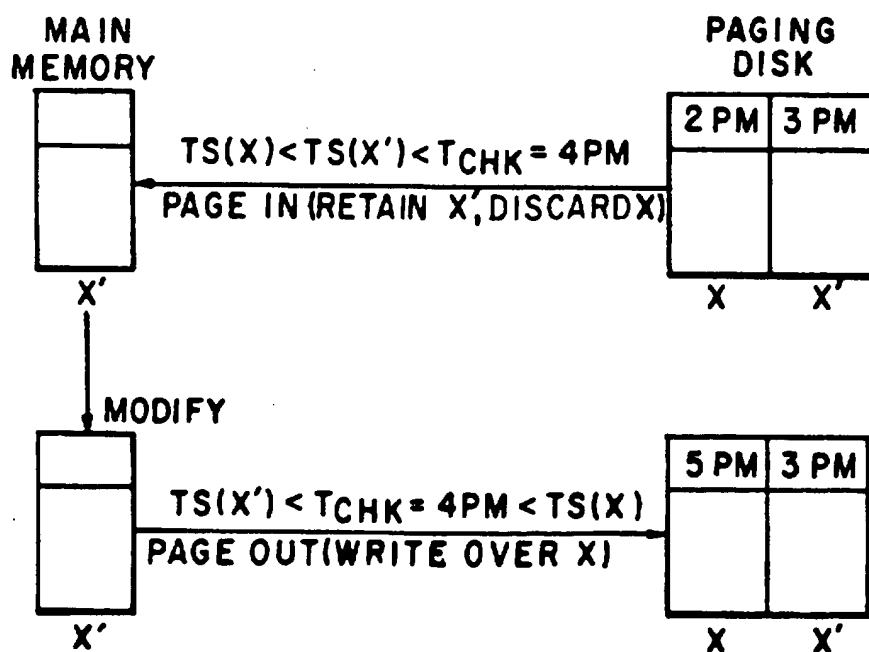 MAIN
MEMORY
PAGING
DISK
2 PM 3 PM
TS(X)<TS(X')<TCHK=4PM
PAGE IN(RETAIN X',DISCARDX)
X'
X X'
MODIFY
5 PM 3 PM
TS(X')<TCHK=4PM<TS(X)
PAGE OUT(WRITE OVER X)
X'
X X'